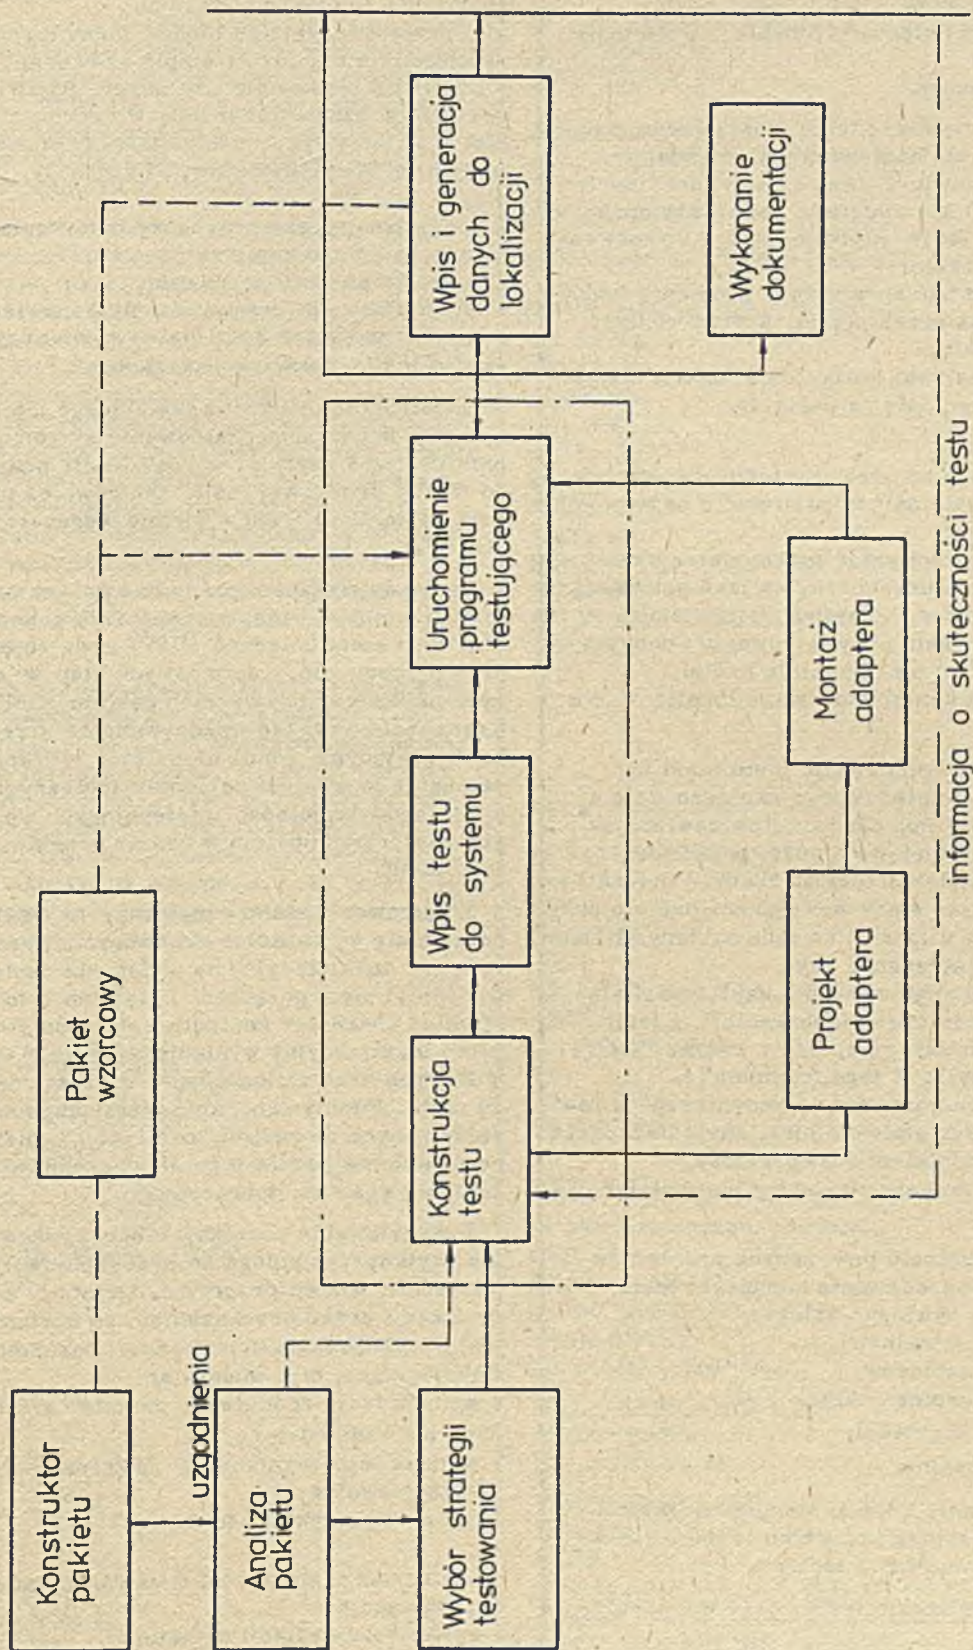 Konstruktor
pakietu
uzgodnienia
Analiza
pakietu
Wybór strategii
testowania
Pakiet
wzorcowy
Konstrukcja
testu
Wpis testu
do systemu
Uruchomienie
programu
testującego
Wpis i generacja
danych do
lokalizacji
Wykonanie
dokumentacji
Projekt
adaptera
Montaż
adaptera
informacja o skuteczności testu